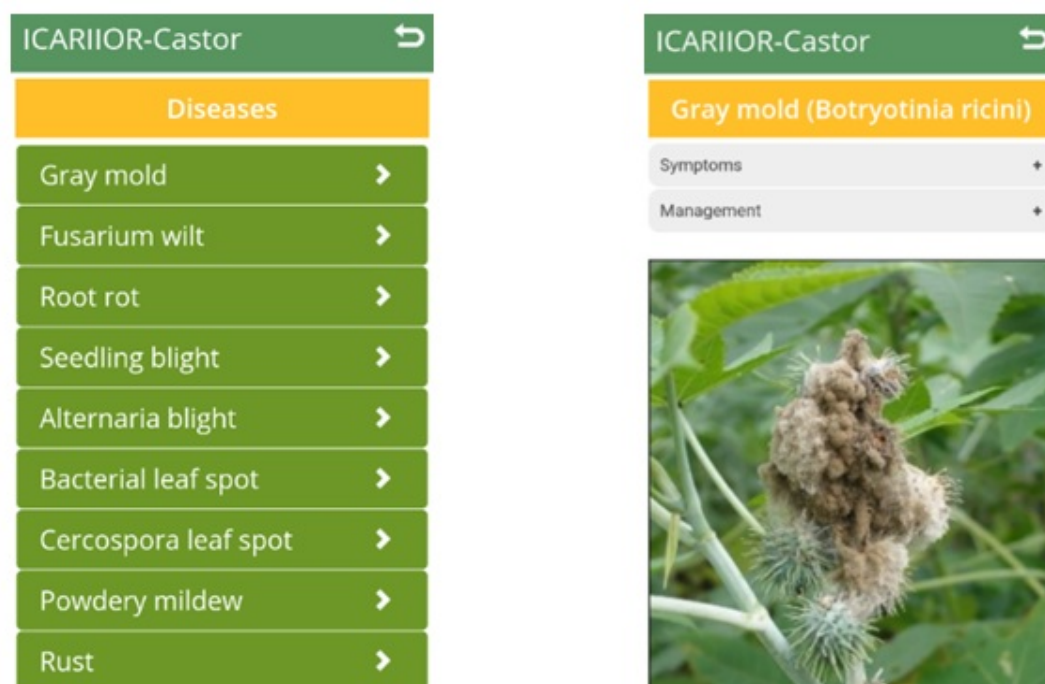 ICARIIOR-Castor
Diseases
Gray mold
Fusarium wilt
Root rot
Seedling blight
Alternaria blight
Bacterial leaf spot
Cercospora leaf spot
Powdery mildew
Rust
ICARIIOR-Castor
Gray mold (Botryotinia ricini)
Symptoms +
Management +